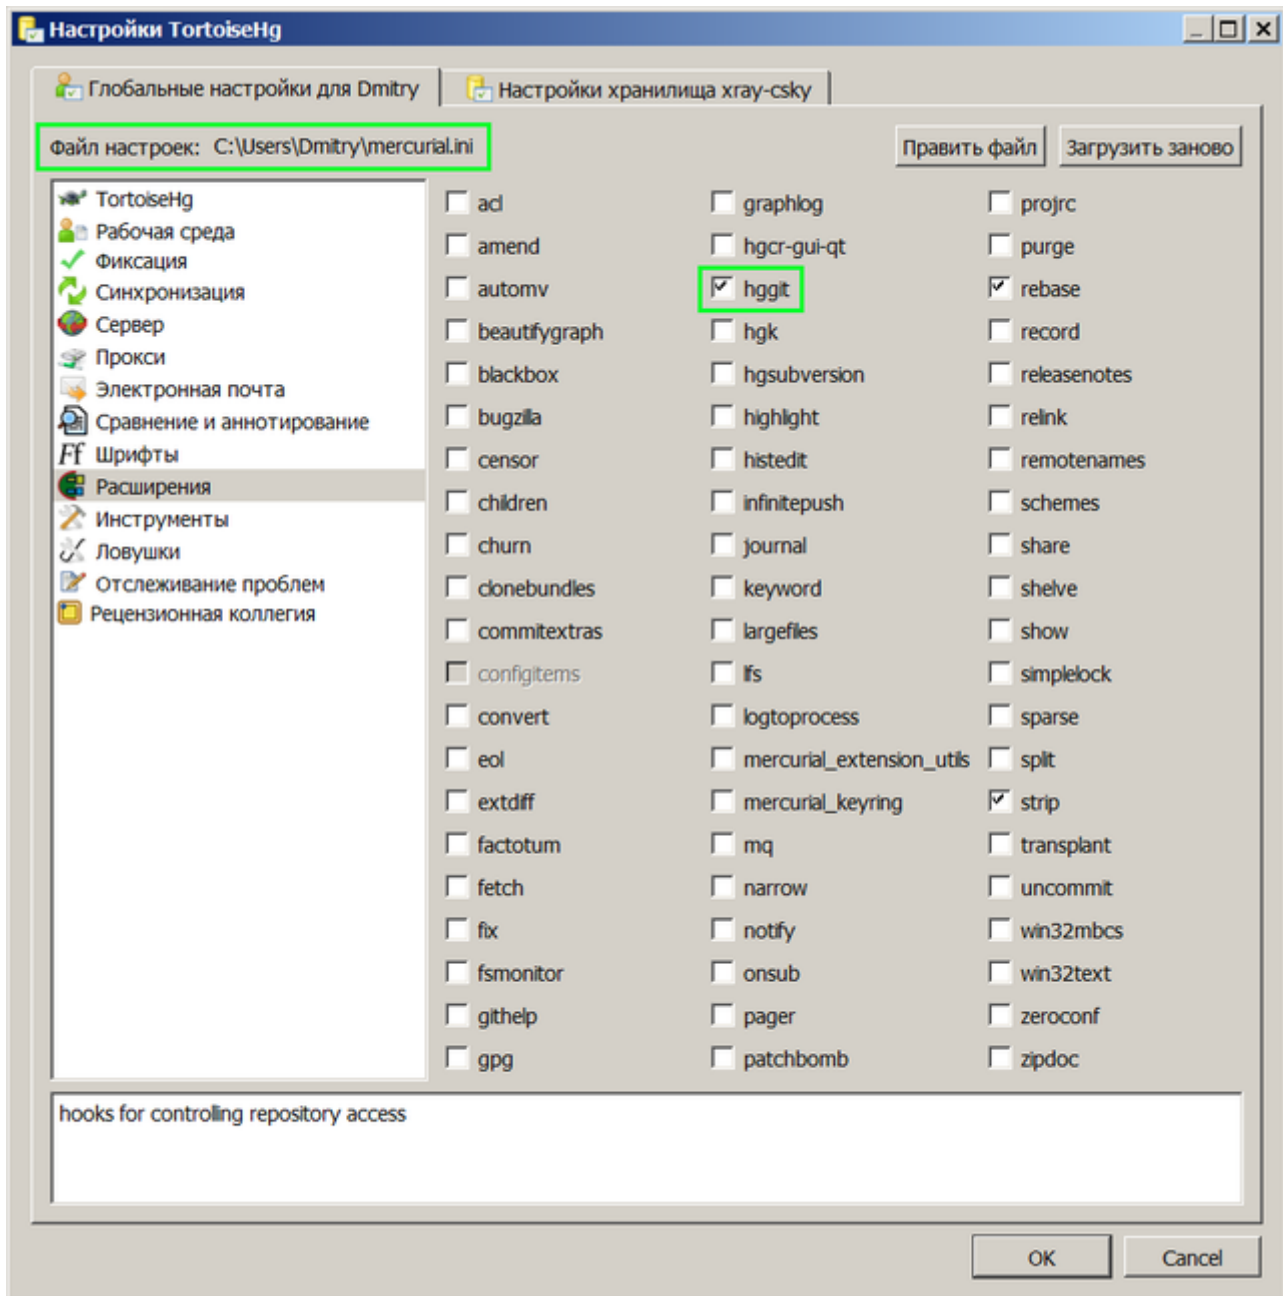 Настройки TortoiseHg
Глобальные настройки для Dmitry
Настройки хранилища xray-csky
Файл настроек: C:\Users\Dmitry\mercurial.ini
Править файл
Загрузить заново
TortoiseHg
Рабочая среда
Фиксация
Синхронизация
Сервер
Прокси
Электронная почта
Сравнение и аннотирование
Ff Шрифты
Расширения
Инструменты
Ловушки
Отслеживание проблем
Рецензионная коллегия
acl
amend
automv
beautifygraph
blackbox
bugzilla
censor
children
churn
clonebundles
commitextras
configitems
convert
eol
extdiff
factotum
fetch
fix
fsmonitor
githelp
gpg
graphlog
hgcr-gui-qt
hggit
hgk
hgsubversion
highlight
histedit
infinitepush
journal
keyword
largefiles
lfs
logtoprocess
mercurial_extension_utils
mercurial_keyring
mq
narrow
notify
onsub
pager
patchbomb
projrc
purge
rebase
record
releasenotes
relink
remotenames
schemes
share
shelve
show
simplelock
sparse
split
strip
transplant
uncommit
win32mbcs
win32text
zeroconf
zipdoc
hooks for controling repository access
OK
Cancel